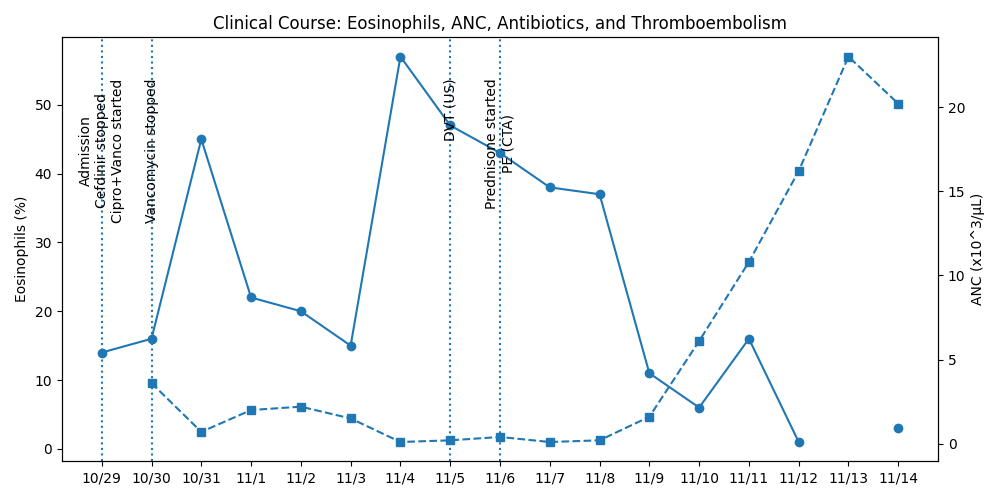 Clinical Course: Eosinophils, ANC, Antibiotics, and Thromboembolism
Eosinophils (%)
50
40
30
20
10
0
Admission
Cefdinir stopped
Cipro+Vanco started
Vancomycin stopped
DVT (US)
Prednisone started
PE (CTA)
20
15
10
5
0
ANC (x10^3/µL)
10/29 10/30 10/31 11/1 11/2 11/3 11/4 11/5 11/6 11/7 11/8 11/9 11/10 11/11 11/12 11/13 11/14